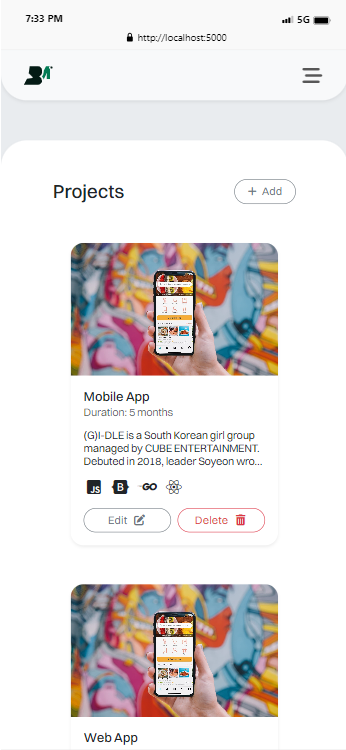 7:33 PM
5G
http://localhost:5000
Projects
+ Add
Mobile App
Duration: 5 months
(G)I-DLE is a South Korean girl group
managed by CUBE ENTERTAINMENT.
Debuted in 2018, leader Soyeon wro...
JS
B
GO
Edit
Delete
Web App